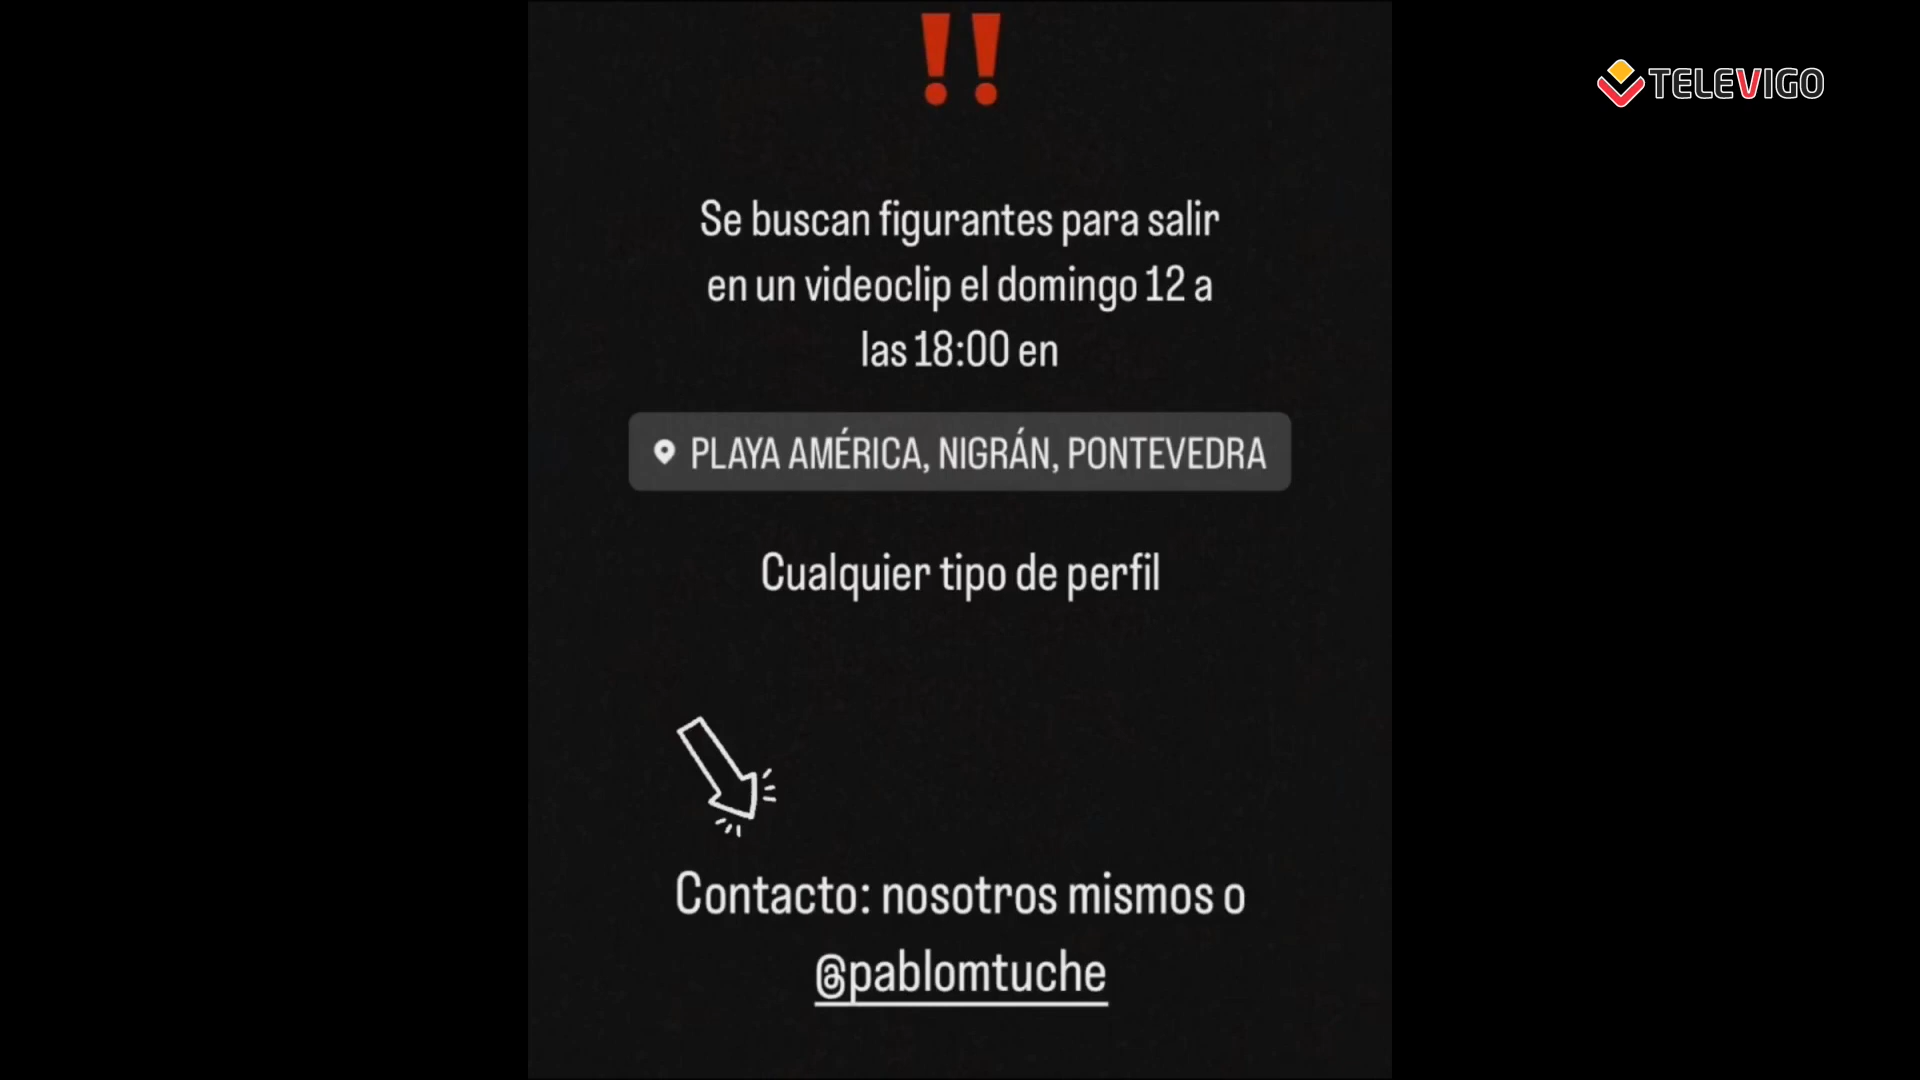 TELEVIGO
Se buscan figurantes para salir
en un videoclip el domingo 12 a
las 18:00 en
PLAYA AMÉRICA, NIGRÁN, PONTEVEDRA
Cualquier tipo de perfil
Contacto: nosotros mismos o
@pablomtuche